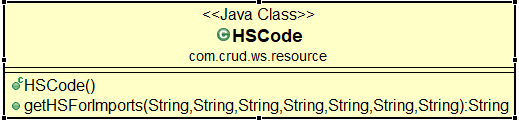 <<Java Class>>
HSCode
com.crud.ws.resource
HSCode()
getHSForImports(String,String,String,String,String,String,String):String